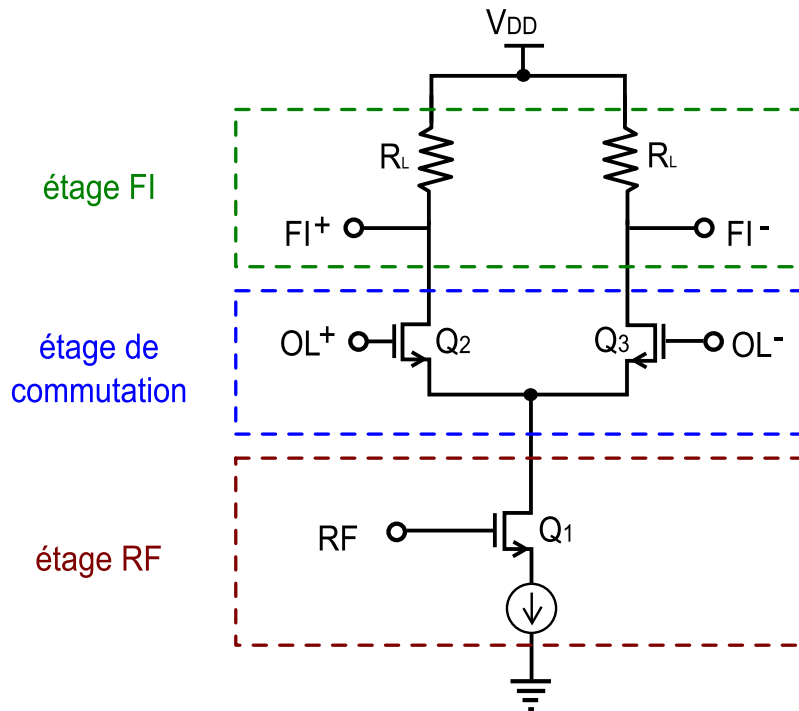 VDD
RL
RL
étage FI
FI+
FI-
étage de
commutation
OL+
Q2
Q3
OL-
étage RF
RF
Q1